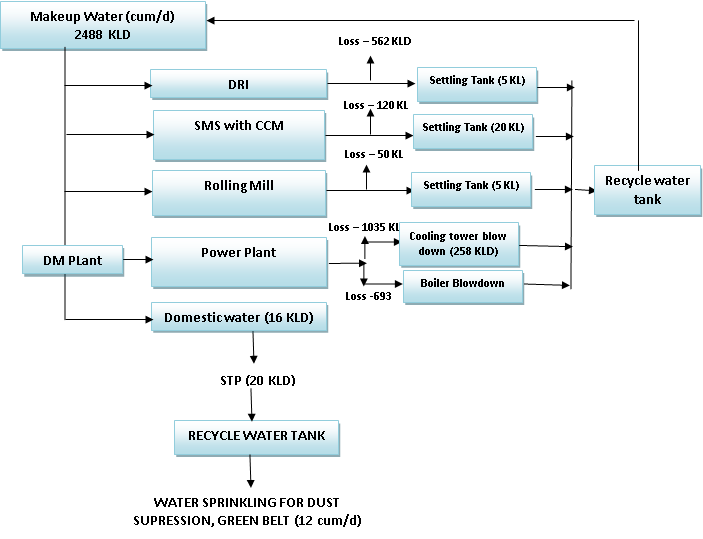 Makeup Water (cum/d)
2488 KLD
Loss – 562 KLD
DRI
Settling Tank (5 KL)
Loss – 120 KL
SMS with CCM
Settling Tank (20 KL)
Loss – 50 KL
Rolling Mill
Settling Tank (5 KL)
Recycle water
tank
Loss – 1035 KL
DM PLant
Power Plant
Cooling tower blow
down (258 KLD)
Boiler Blowdown
Loss -693
Domestic water (16 KLD)
STP (20 KLD)
RECYCLE WATER TANK
WATER SPRINKLING FOR DUST
SUPRESSION, GREEN BELT (12 cum/d)